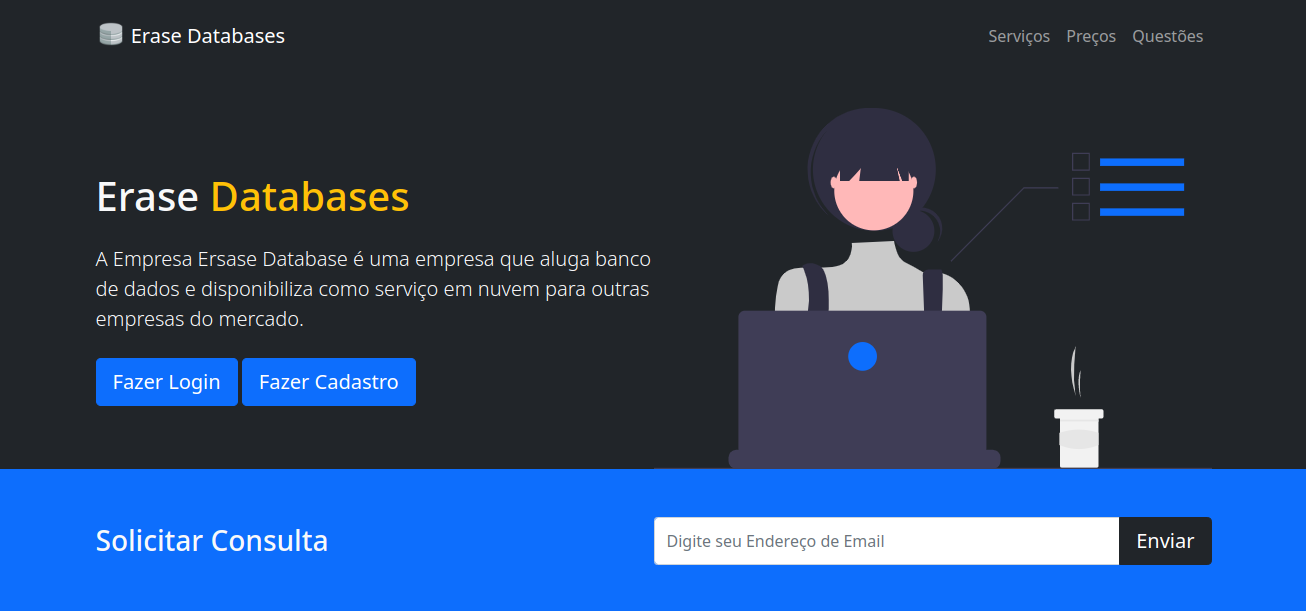 Erase Databases
Serviços Preços Questões
Erase Databases
A Empresa Ersase Database é uma empresa que aluga banco
de dados e disponibiliza como serviço em nuvem para outras
empresas do mercado.
Fazer Login Fazer Cadastro
Solicitar Consulta
Digite seu Endereço de Email
Enviar